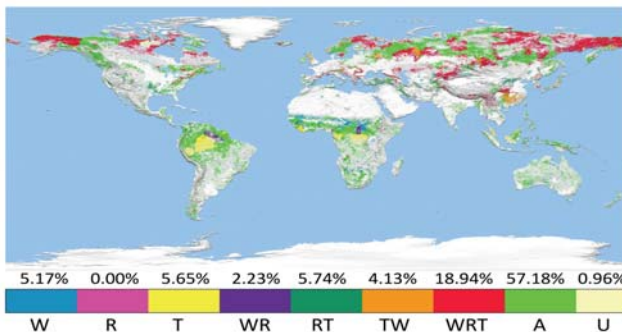 5.17% 0.00% 5.65% 2.23% 5.74% 4.13% 18.94% 57.18% 0.96%
W R T WR RT TW WRT A U